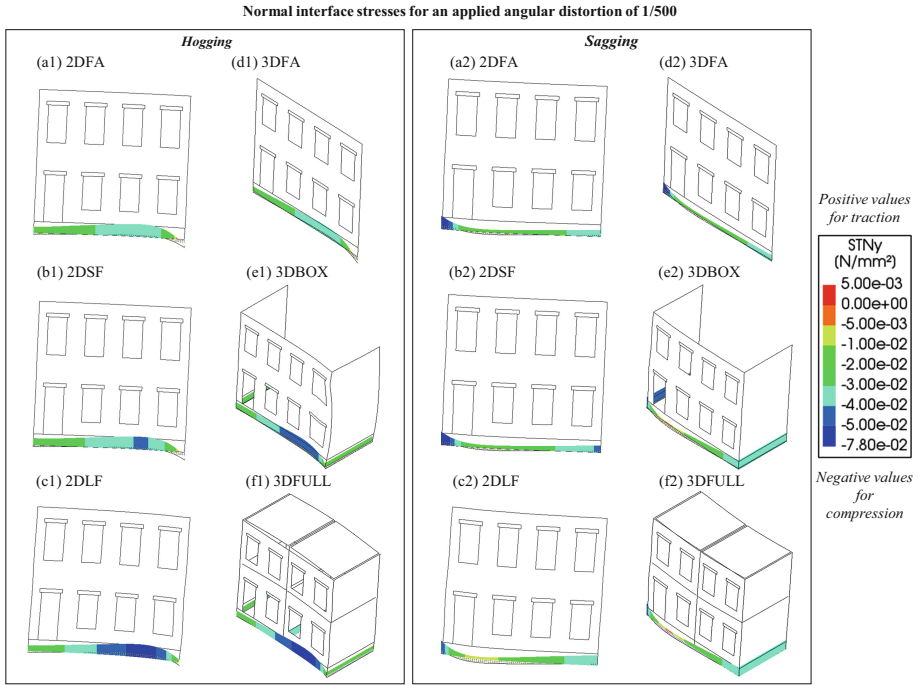 Normal interface stresses for an applied angular distortion of 1/500
Hogging
(a1) 2DFA
(d1) 3DFA
(b1) 2DSF
(e1) 3DBOX
(c1) 2DLF
(f1) 3DFULL
Sagging
(a2) 2DFA
(d2) 3DFA
(b2) 2DSF
(e2) 3DBOX
(c2) 2DLF
(f2) 3DFULL
Positive values
for traction
STNy
(N/mm²)
5.00e-03
0.00e+00
-5.00e-03
-1.00e-02
-2.00e-02
-3.00e-02
-4.00e-02
-5.00e-02
-7.80e-02
Negative values
for
compression